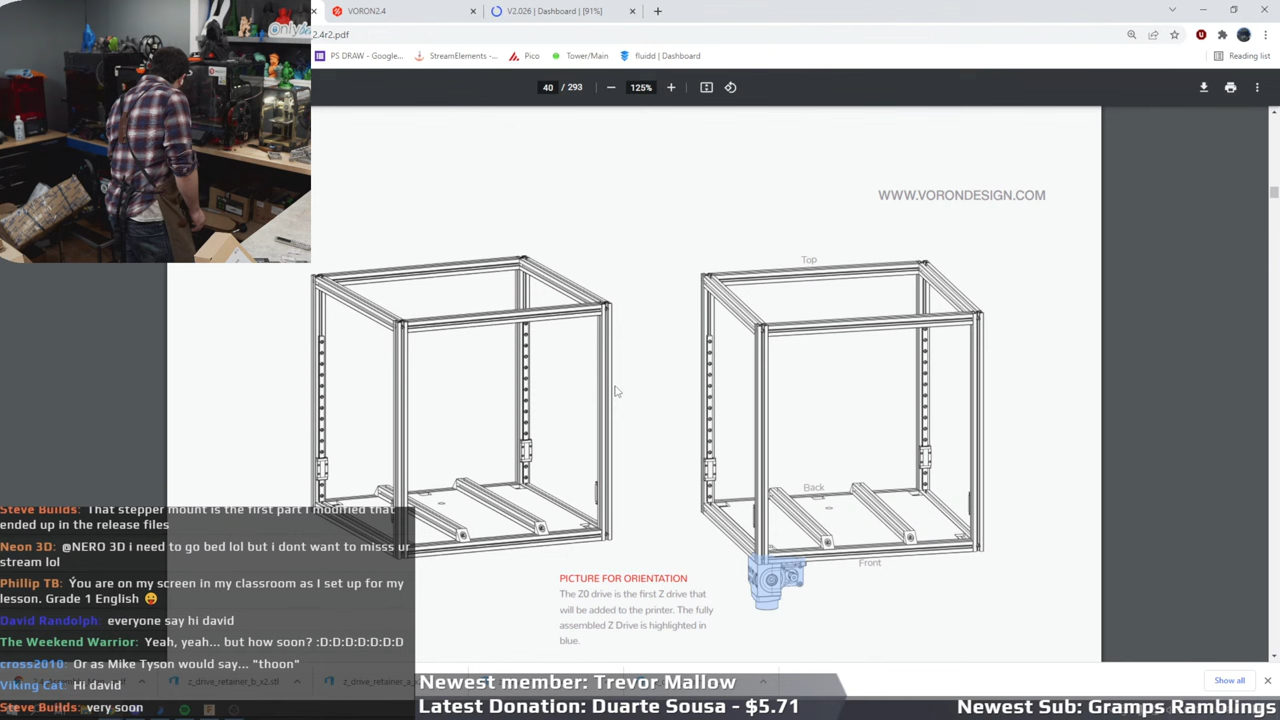 VORON2.4
V2.026 | Dashboard | [91%]
2.4r2.pdf
PS DRAW - Google...
StreamElements -...
Pico
Tower/Main
fluidd | Dashboard
Reading list
40 / 293
125%
WWW.VORONDESIGN.COM
Top
Back
Front
PICTURE FOR ORIENTATION
The Z0 drive is the first Z drive that
will be added to the printer. The fully
assembled Z Drive is highlighted in
blue.
Steve Builds: That stepper mount is the first part I modified that
ended up in the release files
Neon 3D: @NERO 3D i need to go bed lol but i dont want to misss ur
stream lol
Phillip TB: Ýou are on my screen in my classroom as I set up for my
lesson. Grade 1 English 😜
David Randolph: everyone say hi david
The Weekend Warrior: Yeah, yeah... but how soon? :D:D:D:D:D:D:D
cross2010: Or as Mike Tyson would say... "thoon"
Viking Cat: Hi david
Steve Builds: very soon
z_drive_retainer_b_x2.stl
z_drive_retainer_a_x2.stl
Show all
Newest member: Trevor Mallow
Latest Donation: Duarte Sousa - $5.71
Newest Sub: Gramps Ramblings